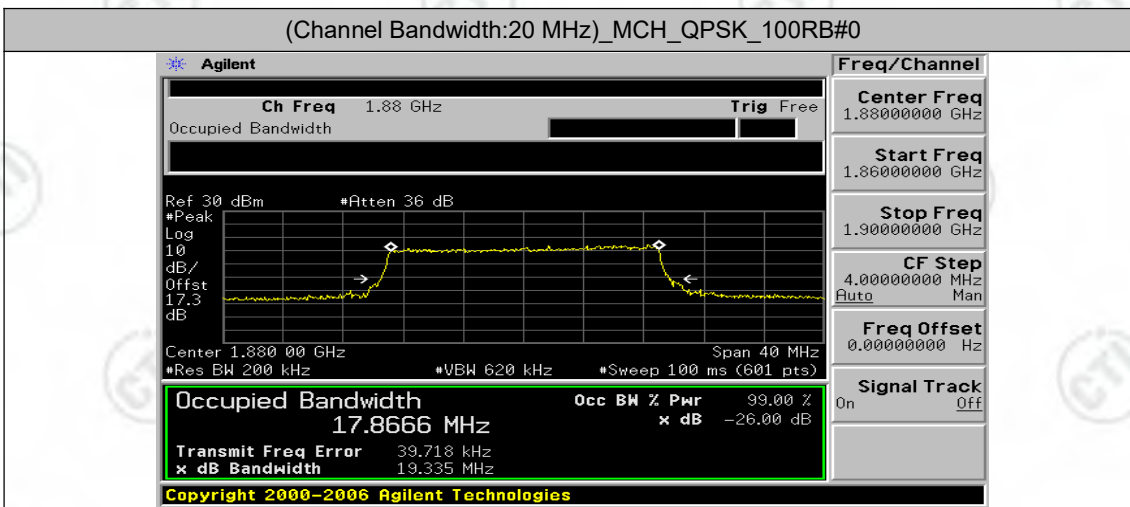 (Channel Bandwidth:20 MHz)_MCH_QPSK_100RB#0
Agilent
Freq/Channel
Ch Freq 1.88 GHz Trig Free
Occupied Bandwidth
Center Freq
1.88000000 GHz
Start Freq
1.86000000 GHz
Stop Freq
1.90000000 GHz
CF Step
4.00000000 MHz
Auto Man
Freq Offset
0.00000000 Hz
Signal Track
On Off
Ref 30 dBm #Atten 36 dB
#Peak
Log
10
dB/
Offst
17.3
dB
Center 1.880 00 GHz Span 40 MHz
#Res BW 200 kHz #VBW 620 kHz #Sweep 100 ms (601 pts)
Occupied Bandwidth Occ BW % Pwr 99.00 %
17.8666 MHz x dB -26.00 dB
Transmit Freq Error 39.718 kHz
x dB Bandwidth 19.335 MHz
Copyright 2000-2006 Agilent Technologies
CTI